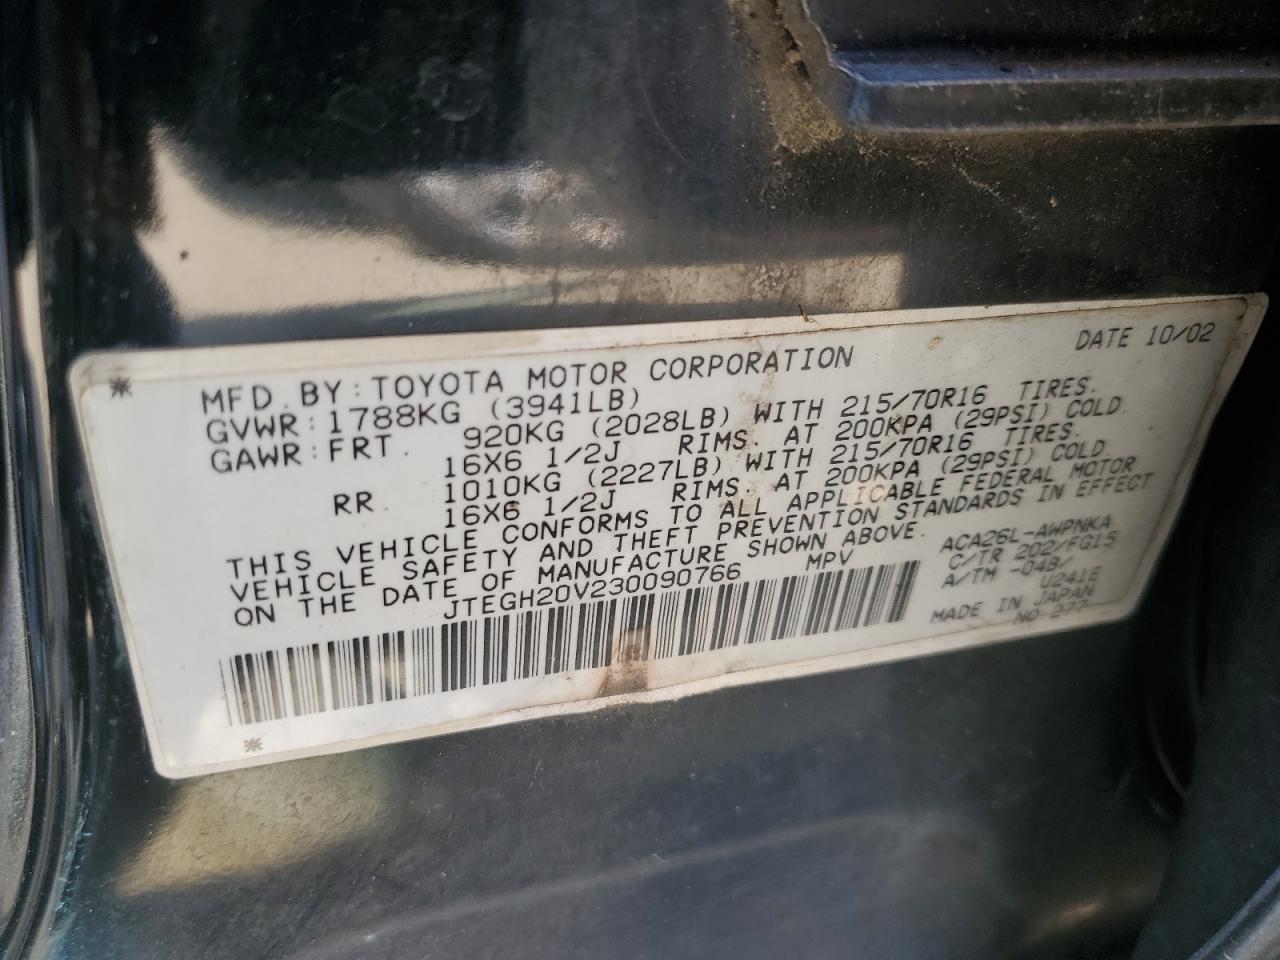 DATE 10/02
MFD. BY: TOYOTA MOTOR CORPORATION
GVWR: 1788KG (3941LB)
GAWR: FRT. 920KG (2028LB) WITH 215/70R16 TIRES.
16X6 1/2J RIMS. AT 200KPA (29PSI) COLD.
RR. 1010KG (2227LB) WITH 215/70R16 TIRES.
16X6 1/2J RIMS. AT 200KPA (29PSI) COLD.
THIS VEHICLE CONFORMS TO ALL APPLICABLE FEDERAL MOTOR
VEHICLE SAFETY AND THEFT PREVENTION STANDARDS IN EFFECT
ON THE DATE OF MANUFACTURE SHOWN ABOVE.
JTEGH20V230090766 MPV
ACA26L-AWPNKA
C/TR 202/FG15
A/TM -04B/
U241E
MADE IN JAPAN
NO 277